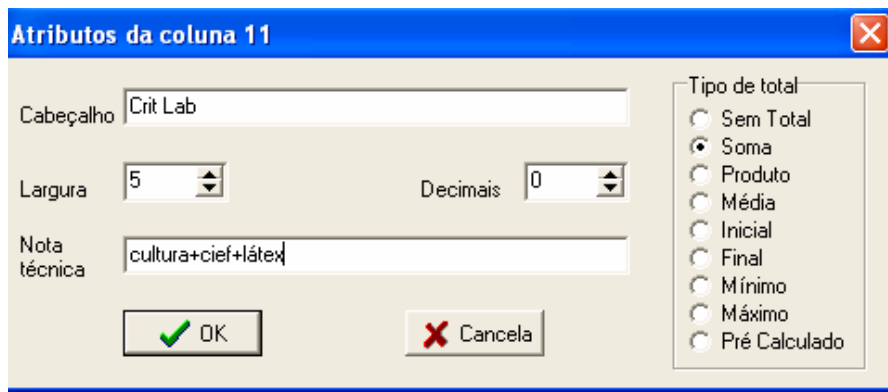 Atributos da coluna 11
Cabeçalho Crit Lab
Largura 5 Decimais 0
Nota técnica cultura+cief+látex
OK Cancela
Tipo de total
Sem Total
Soma
Produto
Média
Inicial
Final
Mínimo
Máximo
Pré Calculado